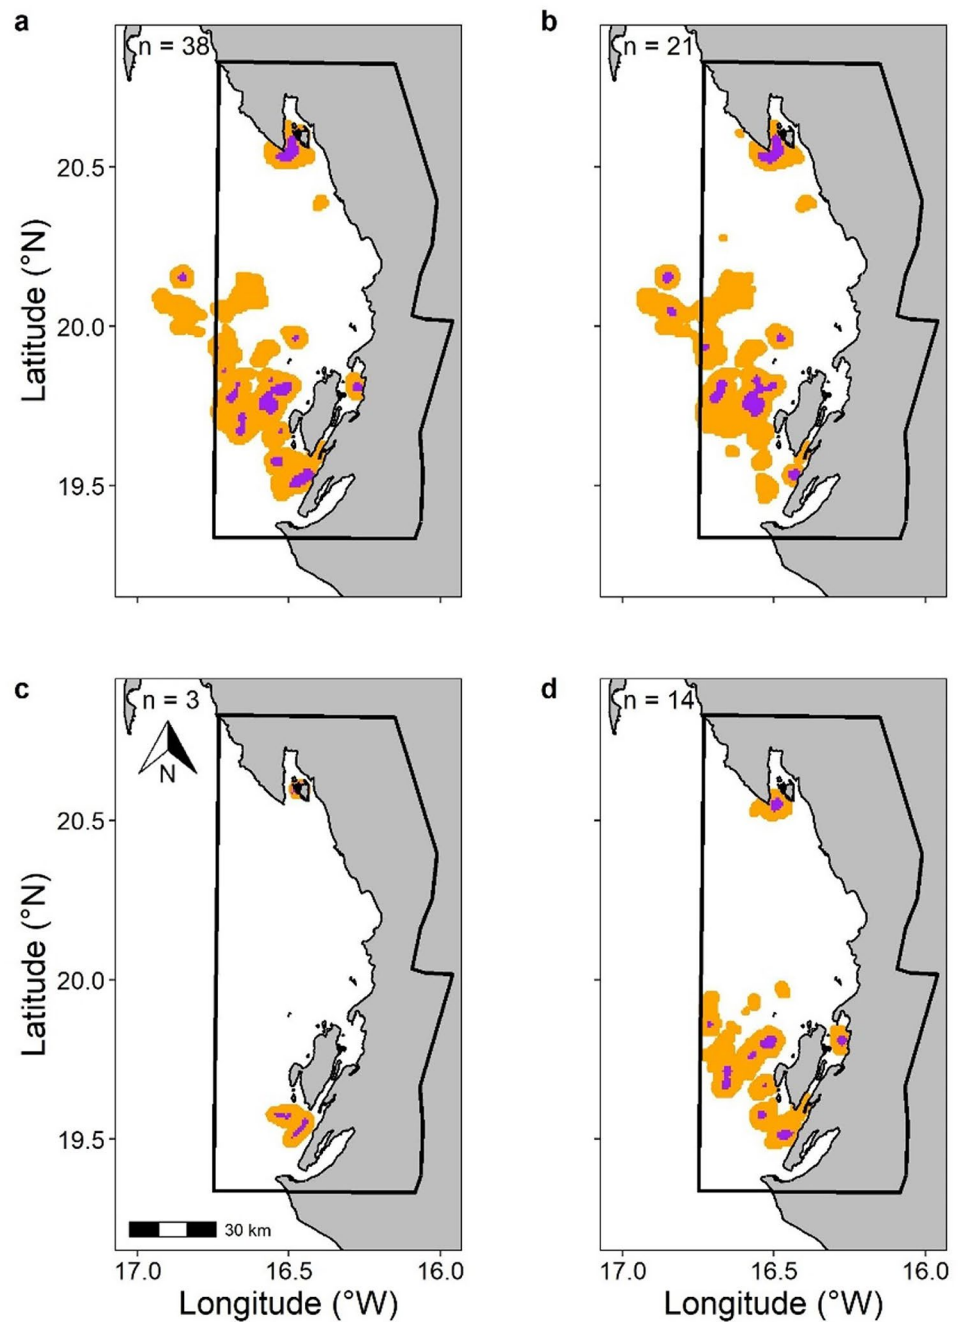 a
n = 38
b
n = 21
20.5
20.0
19.5
Latitude (°N)
c
n = 3
N
d
n = 14
20.5
20.0
19.5
Latitude (°N)
30 km
17.0 16.5 16.0
17.0 16.5 16.0
Longitude (°W)
Longitude (°W)